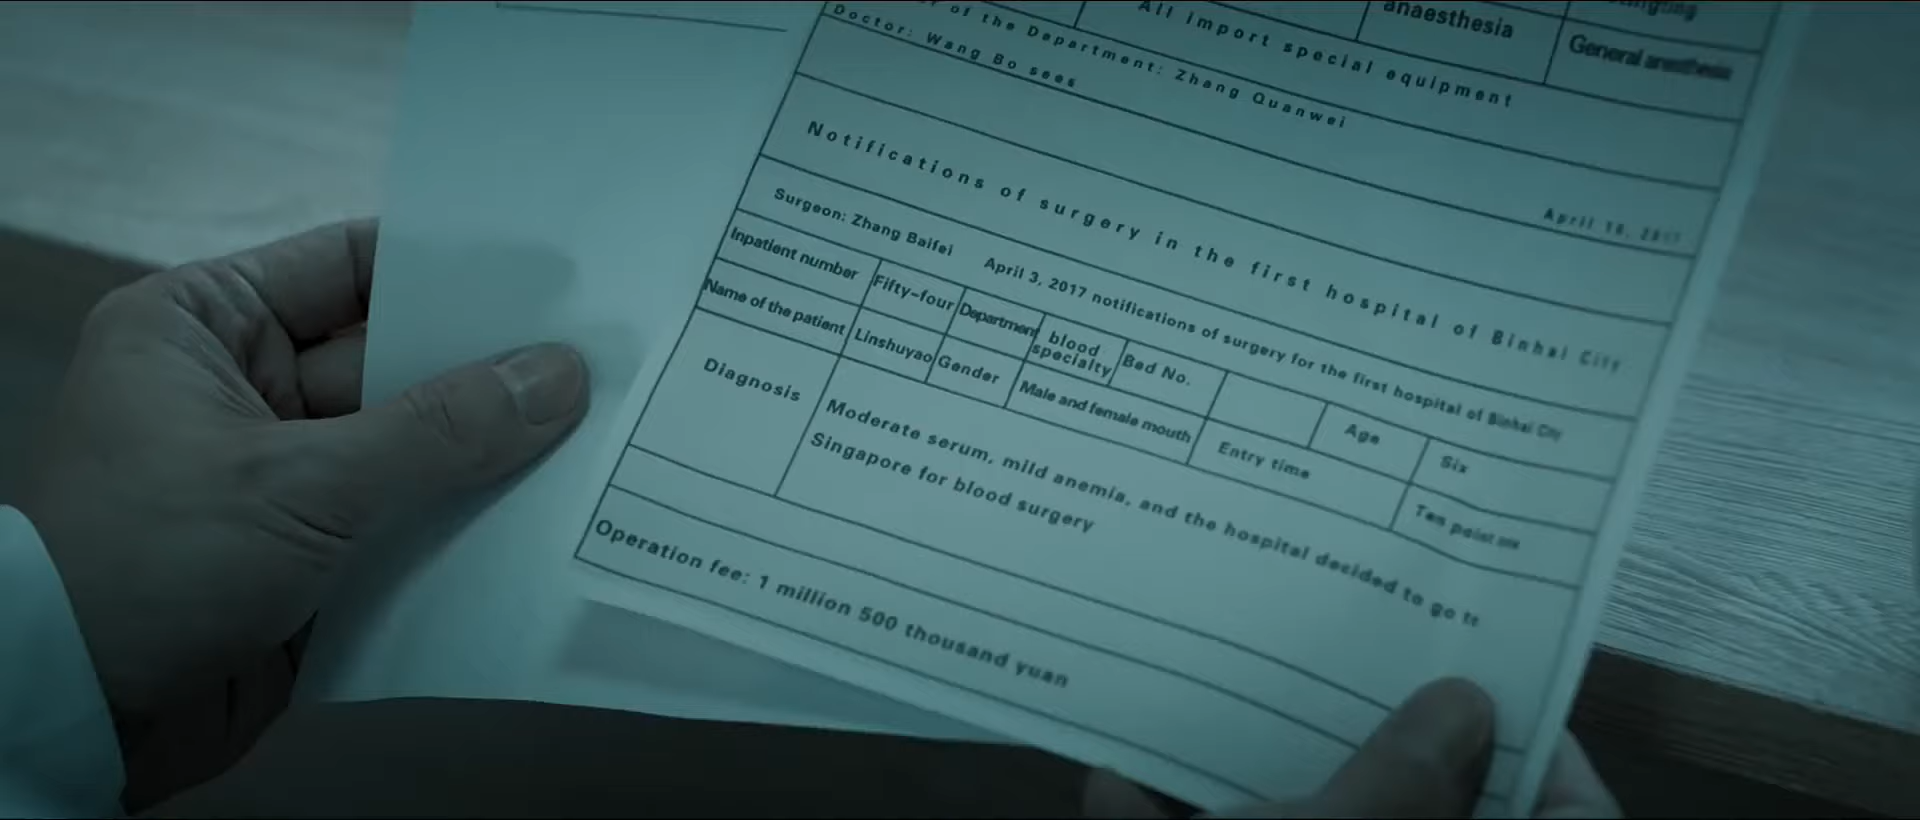 anaesthesia
All import special equipment
General anesthesia
of the Department: Zhang Quanwei
Doctor: Wang Bo sees
April
Notifications of surgery in the first hospital of Binhai City
Surgeon: Zhang Baifei April 3, 2017 notifications of surgery for the first hospital of Binhai City
Inpatient number Fifty-four Department blood specialty Bed No. Age Six
Name of the patient Linshuyao Gender Male and female mouth Entry time Ten point
Diagnosis
Moderate serum, mild anemia, and the hospital decided to go to
Singapore for blood surgery
Operation fee: 1 million 500 thousand yuan